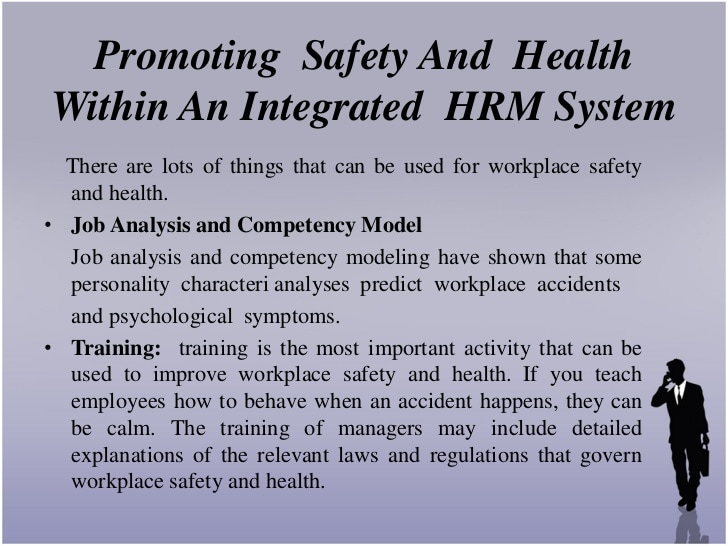 Promoting Safety And Health
Within An Integrated HRM System
There are lots of things that can be used for workplace safety
and health.
• Job Analysis and Competency Model
Job analysis and competency modeling have shown that some
personality characteri analyses predict workplace accidents
and psychological symptoms.
• Training: training is the most important activity that can be
used to improve workplace safety and health. If you teach
employees how to behave when an accident happens, they can
be calm. The training of managers may include detailed
explanations of the relevant laws and regulations that govern
workplace safety and health.